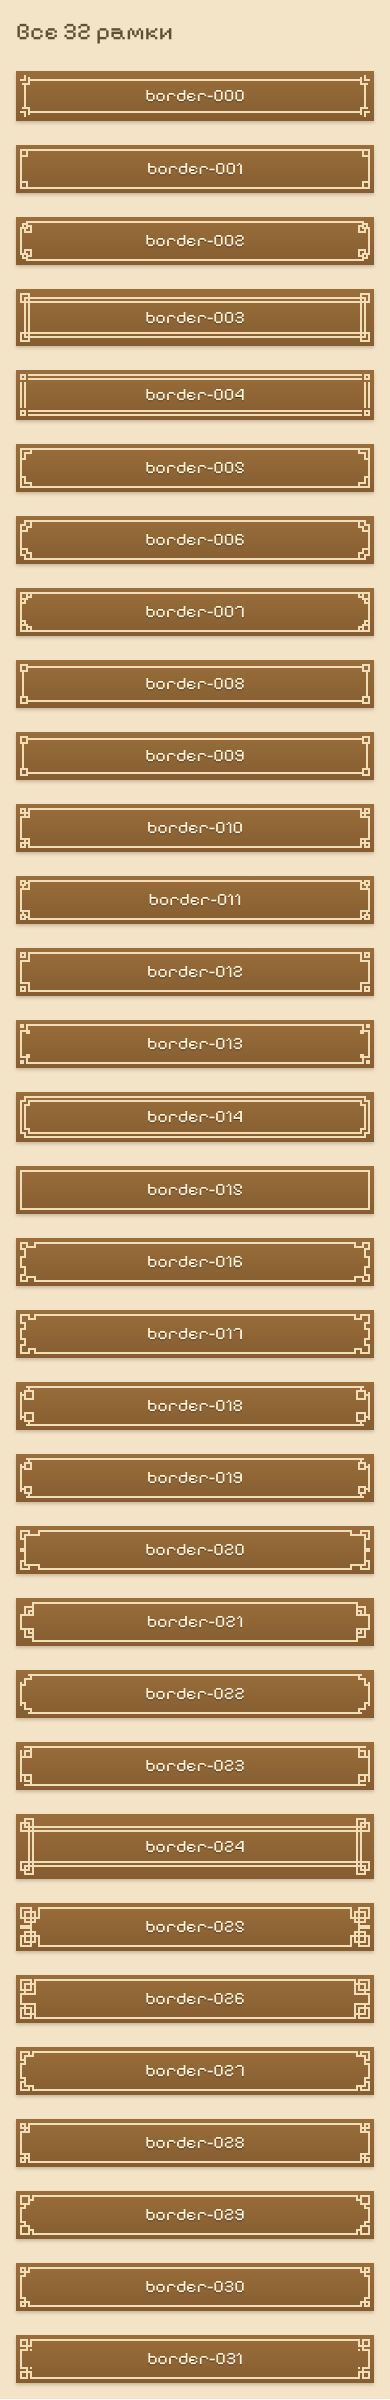 Все 32 рамки
border-000
border-001
border-002
border-003
border-004
border-005
border-006
border-007
border-008
border-009
border-010
border-011
border-012
border-013
border-014
border-015
border-016
border-017
border-018
border-019
border-020
border-021
border-022
border-023
border-024
border-025
border-026
border-027
border-028
border-029
border-030
border-031